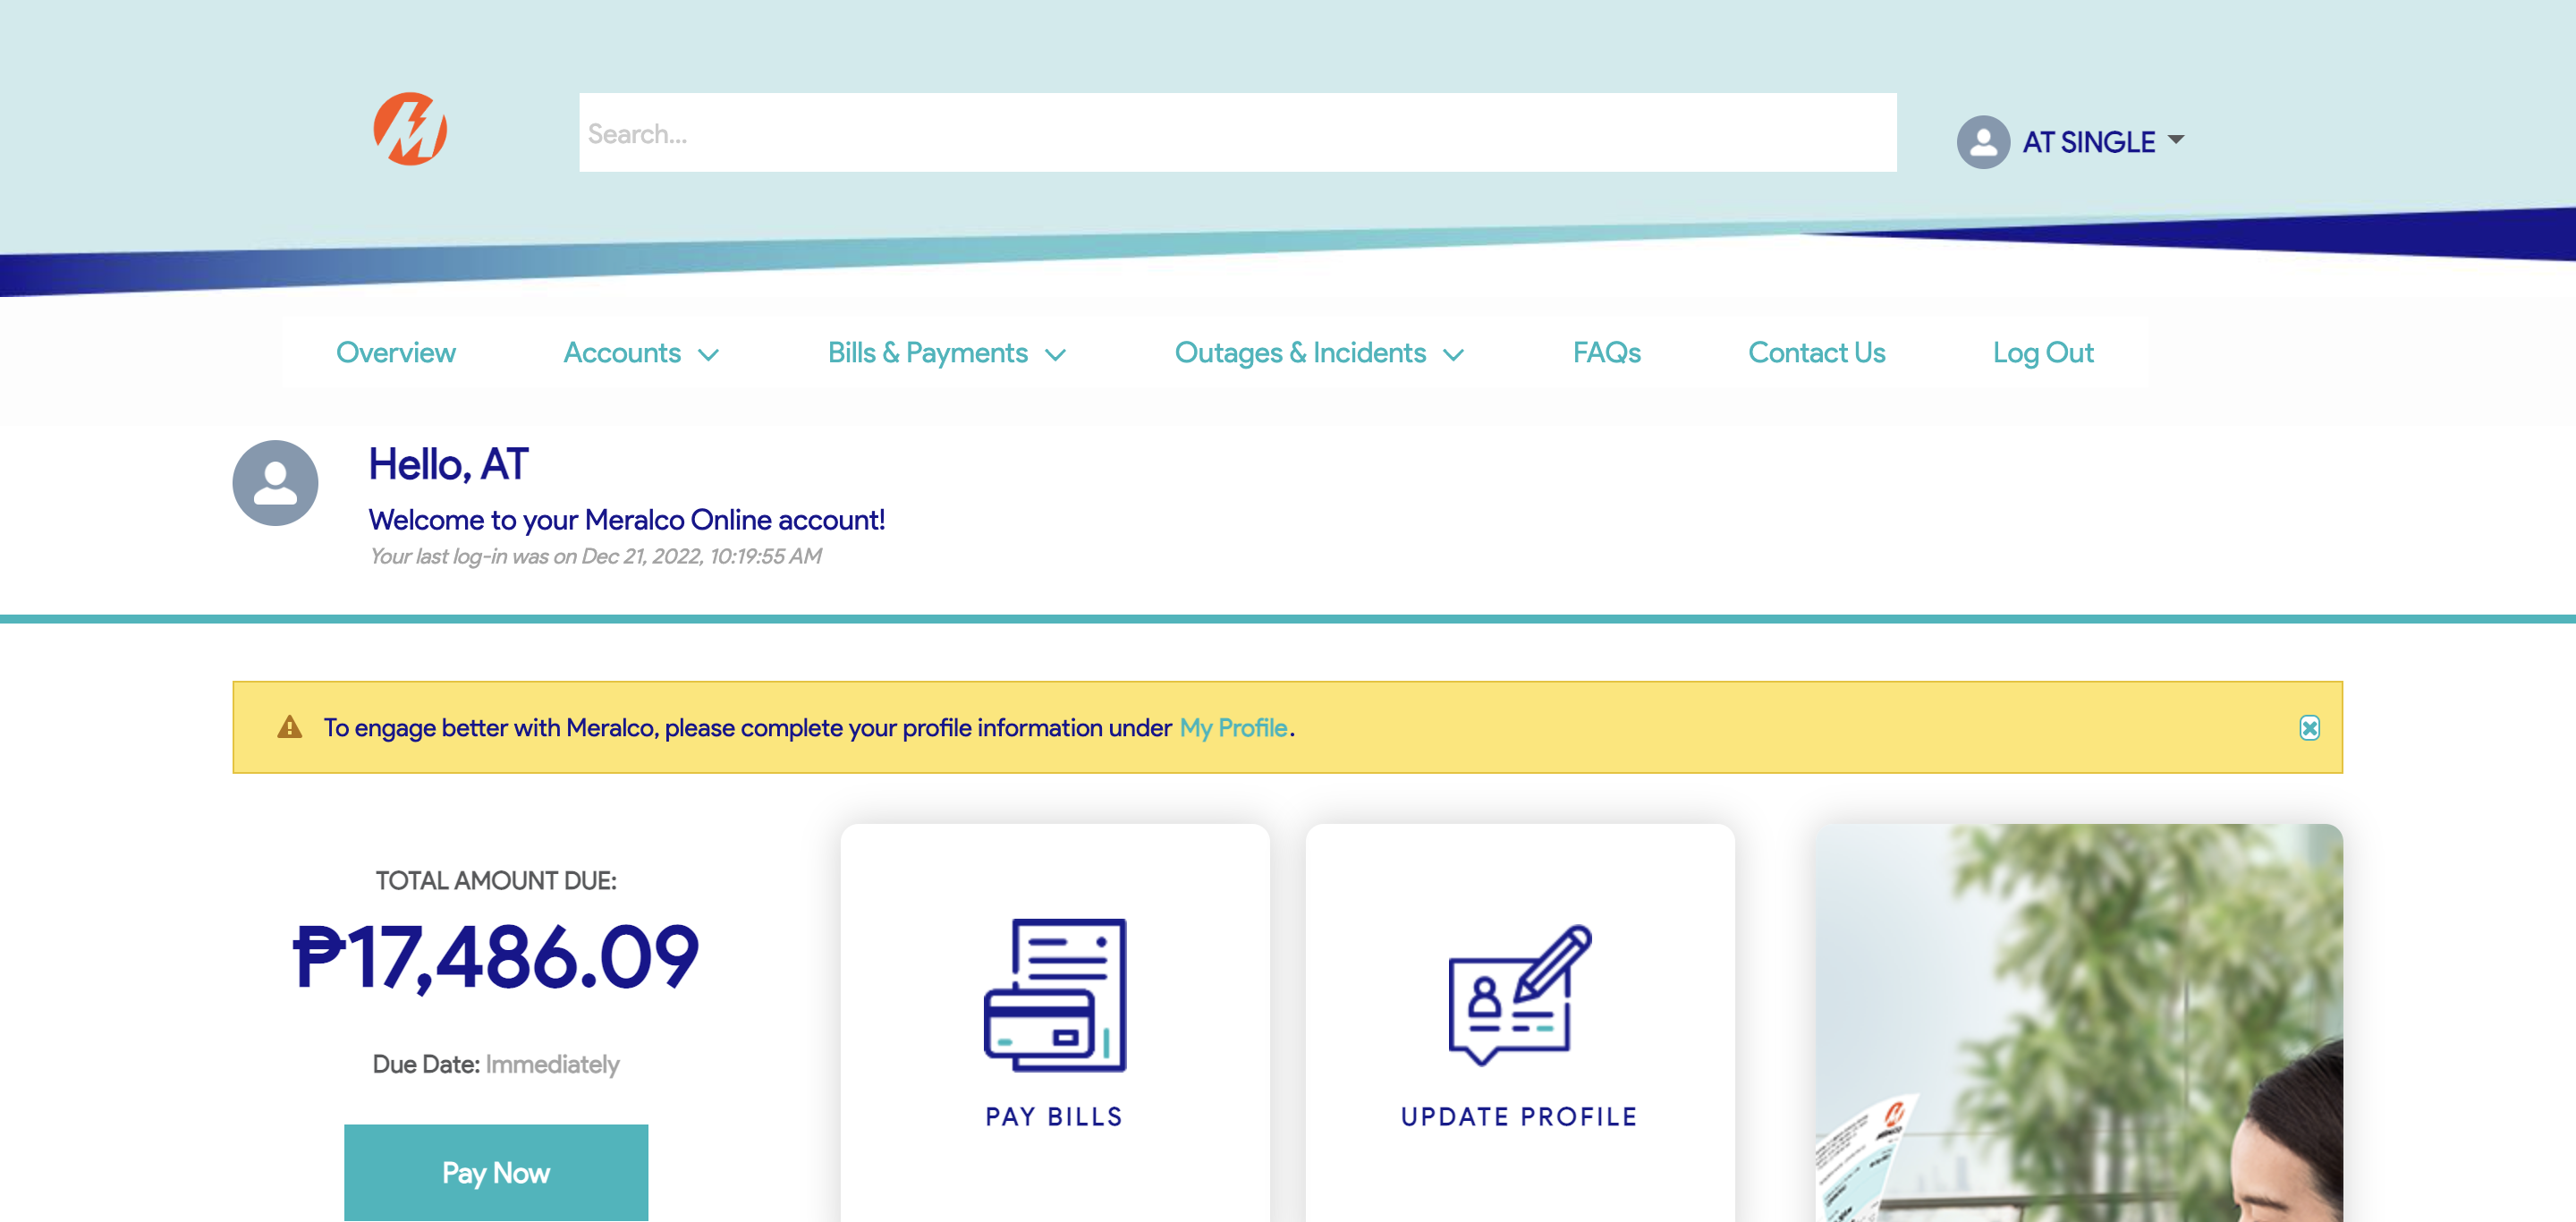 Search...
AT SINGLE
Overview
Accounts
Bills & Payments
Outages & Incidents
FAQs
Contact Us
Log Out
Hello, AT
Welcome to your Meralco Online account!
Your last log-in was on Dec 21, 2022, 10:19:55 AM
To engage better with Meralco, please complete your profile information under My Profile.
TOTAL AMOUNT DUE:
₱17,486.09
Due Date: Immediately
Pay Now
PAY BILLS
UPDATE PROFILE
MERALCO